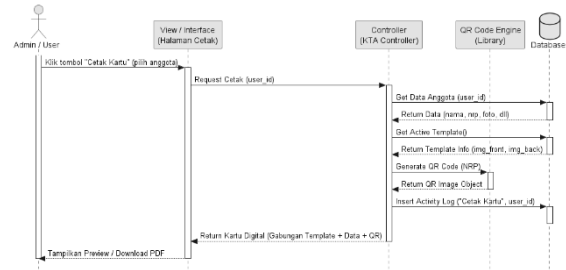 Admin / User
View / Interface
(Halaman Cetak)
Controller
(KTA Controller)
QR Code Engine
(Library)
Database
Klik tombol "Cetak Kartu" (pilih anggota)
Request Cetak (user_id)
Get Data Anggota (user_id)
Return Data (nama, nrp, foto, dll)
Get Active Template()
Return Template Info (img_front, img_back)
Generate QR Code (NRP)
Return QR Image Object
Insert Activity Log ("Cetak Kartu", user_id)
Return Kartu Digital (Gabungan Template + Data + QR)
Tampilkan Preview / Download PDF